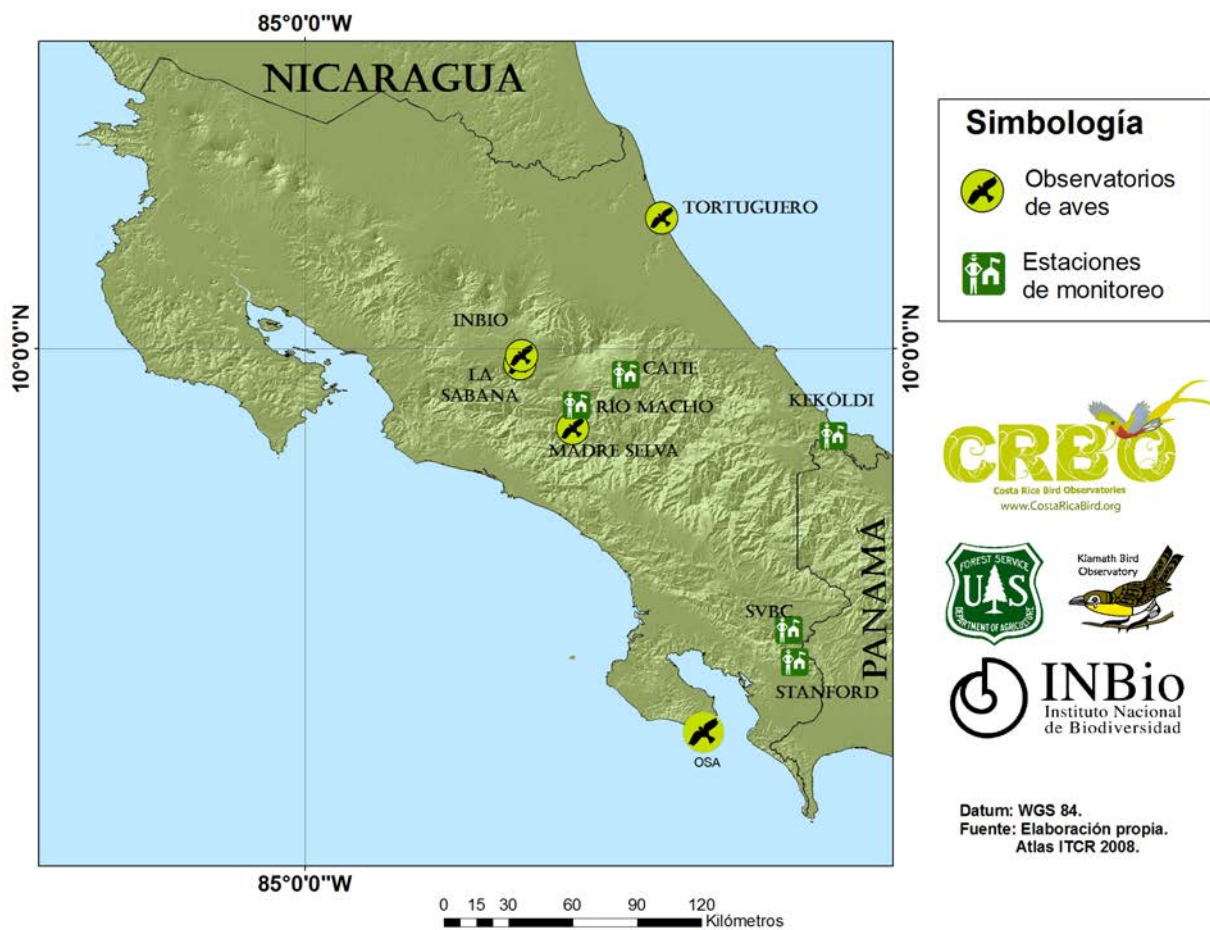 85°0'0"W
NICARAGUA
TORTUGUERO
INBIO
LA
SABANA
CATIE
RÍO MACHO
MADRE SELVA
KEKÖLDI
PANAMA
SVBC
STANFORD
OSA
10°0'0"N
10°0'0"N
85°0'0"W
0 15 30 60 90 120
Kilómetros
Simbología
Observatorios
de aves
Estaciones
de monitoreo
CRBO
Costa Rica Bird Observatories
www.CostaRicaBird.org
FOREST SERVICE
U S
DEPARTMENT OF AGRICULTURE
Klamath Bird
Observatory
INBio
Instituto Nacional
de Biodiversidad
Datum: WGS 84.
Fuente: Elaboración propia.
Atlas ITCR 2008.